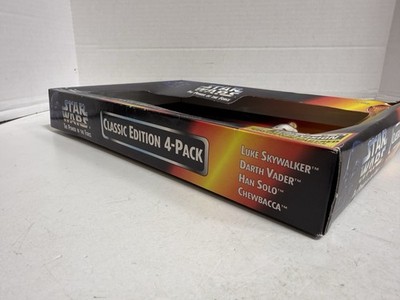 STAR
WARS
THE POWER OF THE FORCE
CLASSIC EDITION 4-PACK
LUKE SKYWALKER™
DARTH VADER™
HAN SOLO™
CHEWBACCA™
STAR
WARS